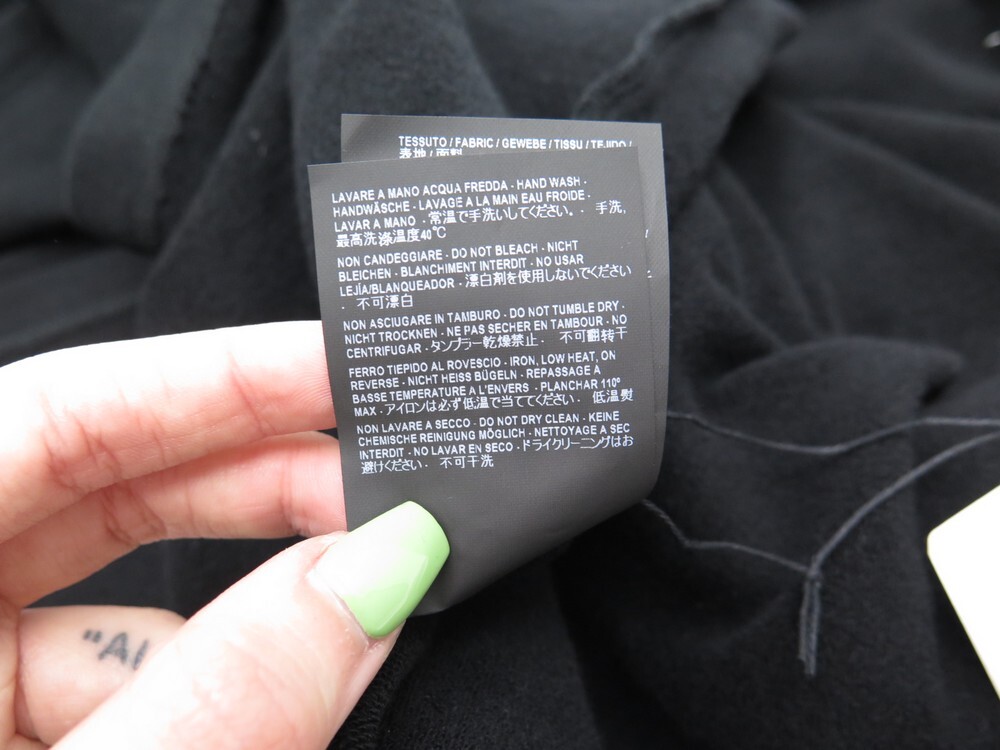 TESSUTO / FABRIC / GEWEBE / TISSU / TEJIDO /
表地 / 面料
LAVARE A MANO ACQUA FREDDA - HAND WASH -
HANDWÄSCHE - LAVAGE A LA MAIN EAU FROIDE -
LAVAR A MANO - 常温で手洗いしてください。 - 手洗,
最高洗涤温度40℃
NON CANDEGGIARE - DO NOT BLEACH - NICHT
BLEICHEN - BLANCHIMENT INTERDIT - NO USAR
LEJÍA/BLANQUEADOR - 漂白剤を使用しないでください
- 不可漂白
NON ASCIUGARE IN TAMBURO - DO NOT TUMBLE DRY -
NICHT TROCKNEN - NE PAS SECHER EN TAMBOUR - NO
CENTRIFUGAR - タンブラー乾燥禁止 - 不可翻转干
FERRO TIEPIDO AL ROVESCIO - IRON, LOW HEAT, ON
REVERSE - NICHT HEISS BÜGELN - REPASSAGE À
BASSE TEMPERATURE A L'ENVERS - PLANCHAR 110º
MAX - アイロンは必ず低温で当ててください - 低温熨
NON LAVARE A SECCO - DO NOT DRY CLEAN - KEINE
CHEMISCHE REINIGUNG MÖGLICH - NETTOYAGE A SEC
INTERDIT - NO LAVAR EN SECO - ドライクリーニングはお
避けください - 不可干洗
"Al